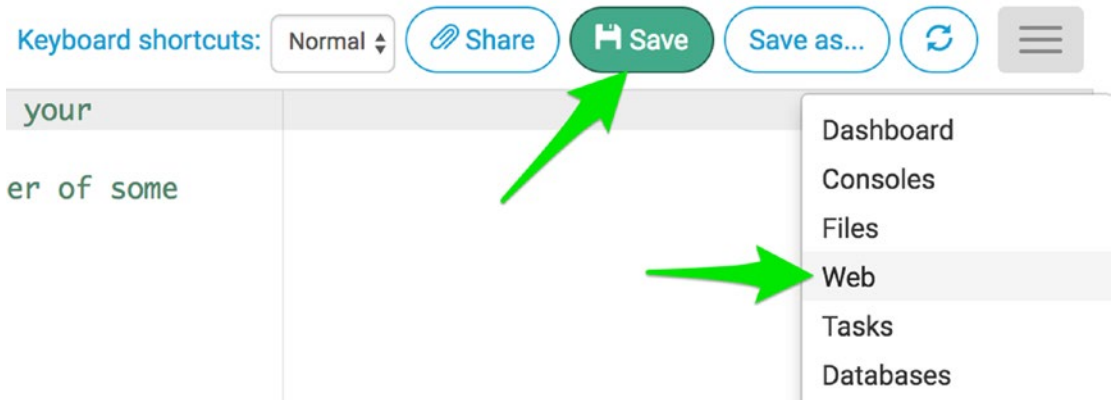 Keyboard shortcuts: Normal Share Save Save as...
your
er of some
Dashboard
Consoles
Files
Web
Tasks
Databases